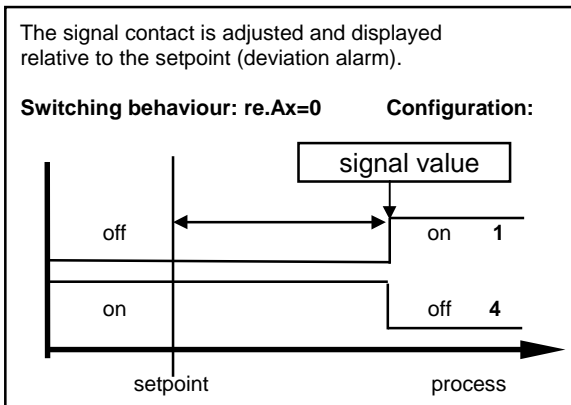 The signal contact is adjusted and displayed
relative to the setpoint (deviation alarm).
Switching behaviour: re.Ax=0 Configuration:
signal value
off on 1
on off 4
setpoint process